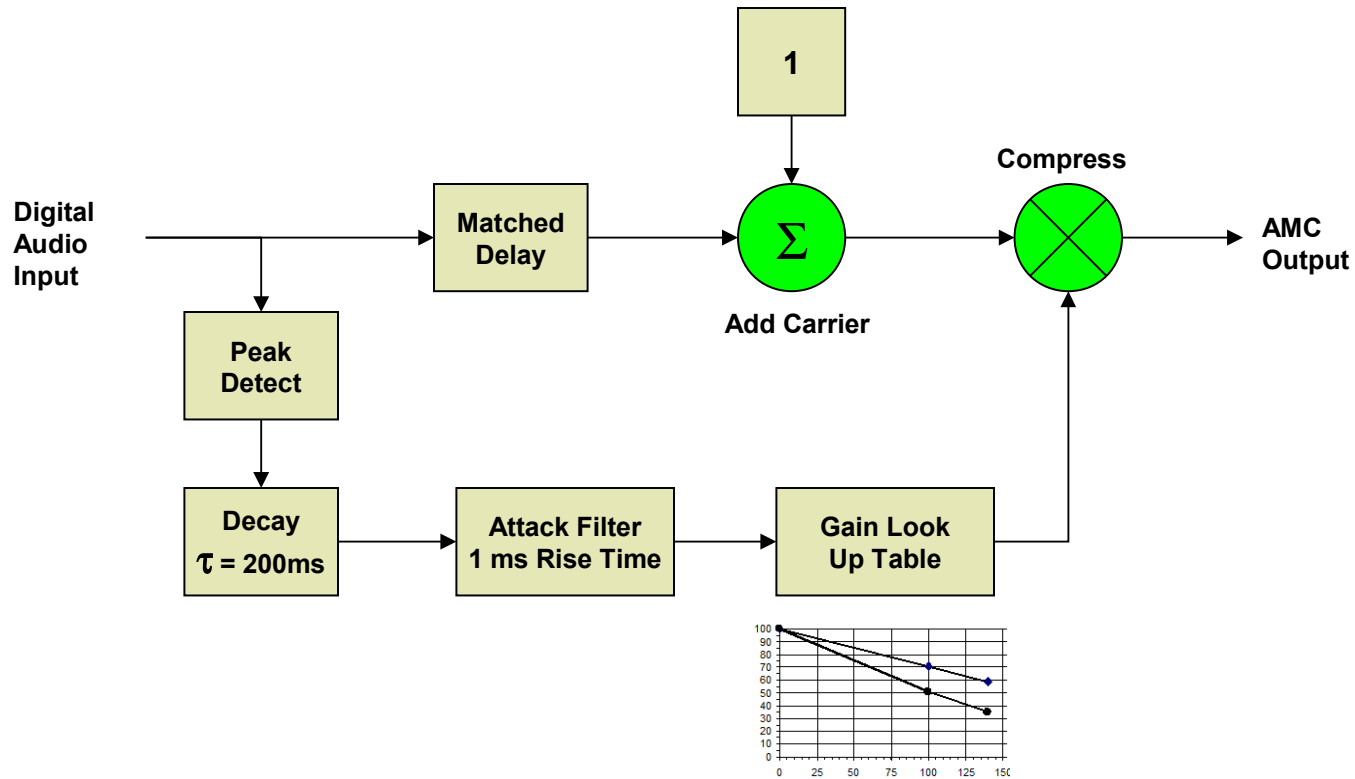 1
Compress
Digital
Audio
Input
Matched
Delay
Σ
AMC
Output
Add Carrier
Peak
Detect
Decay
τ = 200ms
Attack Filter
1 ms Rise Time
Gain Look
Up Table
100
90
80
70
60
50
40
30
20
10
0
0 25 50 75 100 125 150